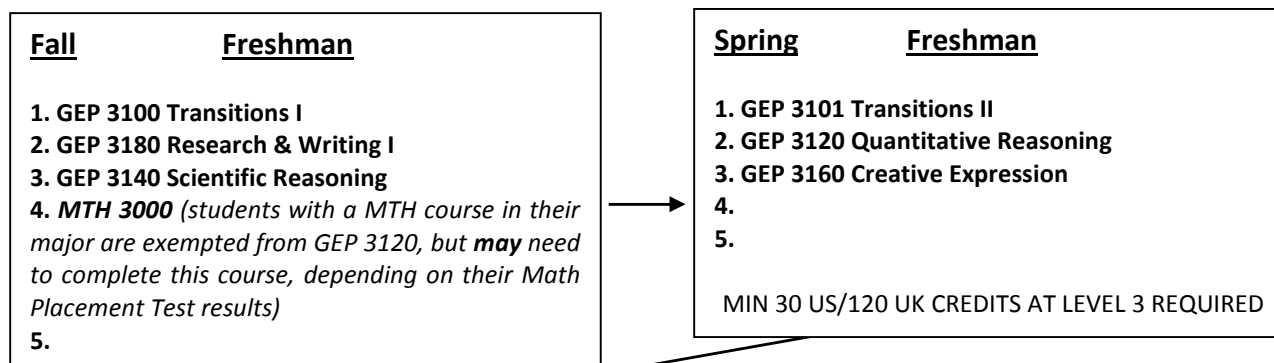 Fall Freshman
1. GEP 3100 Transitions I
2. GEP 3180 Research & Writing I
3. GEP 3140 Scientific Reasoning
4. MTH 3000 (students with a MTH course in their
major are exempted from GEP 3120, but may need
to complete this course, depending on their Math
Placement Test results)
5.
Spring Freshman
1. GEP 3101 Transitions II
2. GEP 3120 Quantitative Reasoning
3. GEP 3160 Creative Expression
4.
5.
MIN 30 US/120 UK CREDITS AT LEVEL 3 REQUIRED